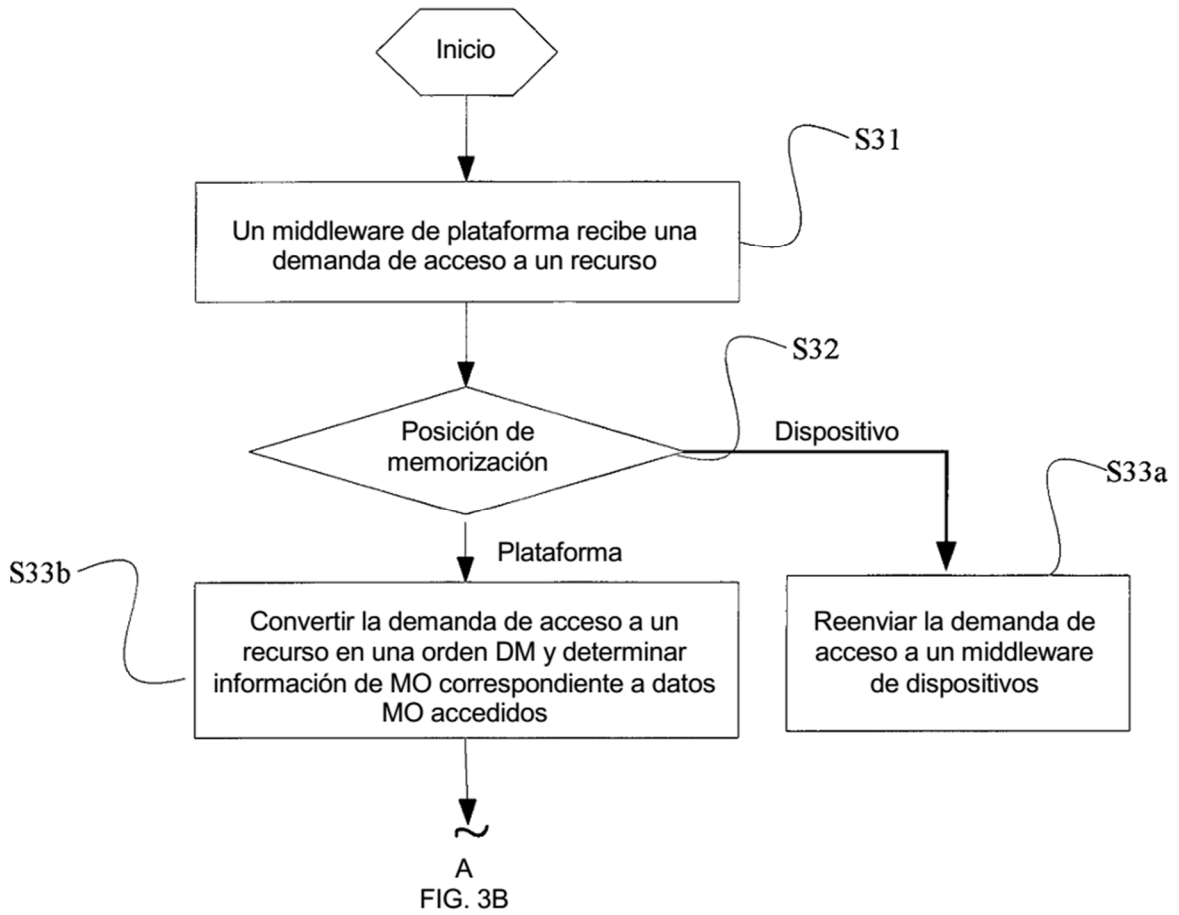 Inicio
S31
Un middleware de plataforma recibe una
demanda de acceso a un recurso
S32
Posición de
memorización
Dispositivo
S33a
Plataforma
S33b
Convertir la demanda de acceso a un
recurso en una orden DM y determinar
información de MO correspondiente a datos
MO accedidos
Reenviar la demanda de
acceso a un middleware
de dispositivos
~
A
FIG. 3B